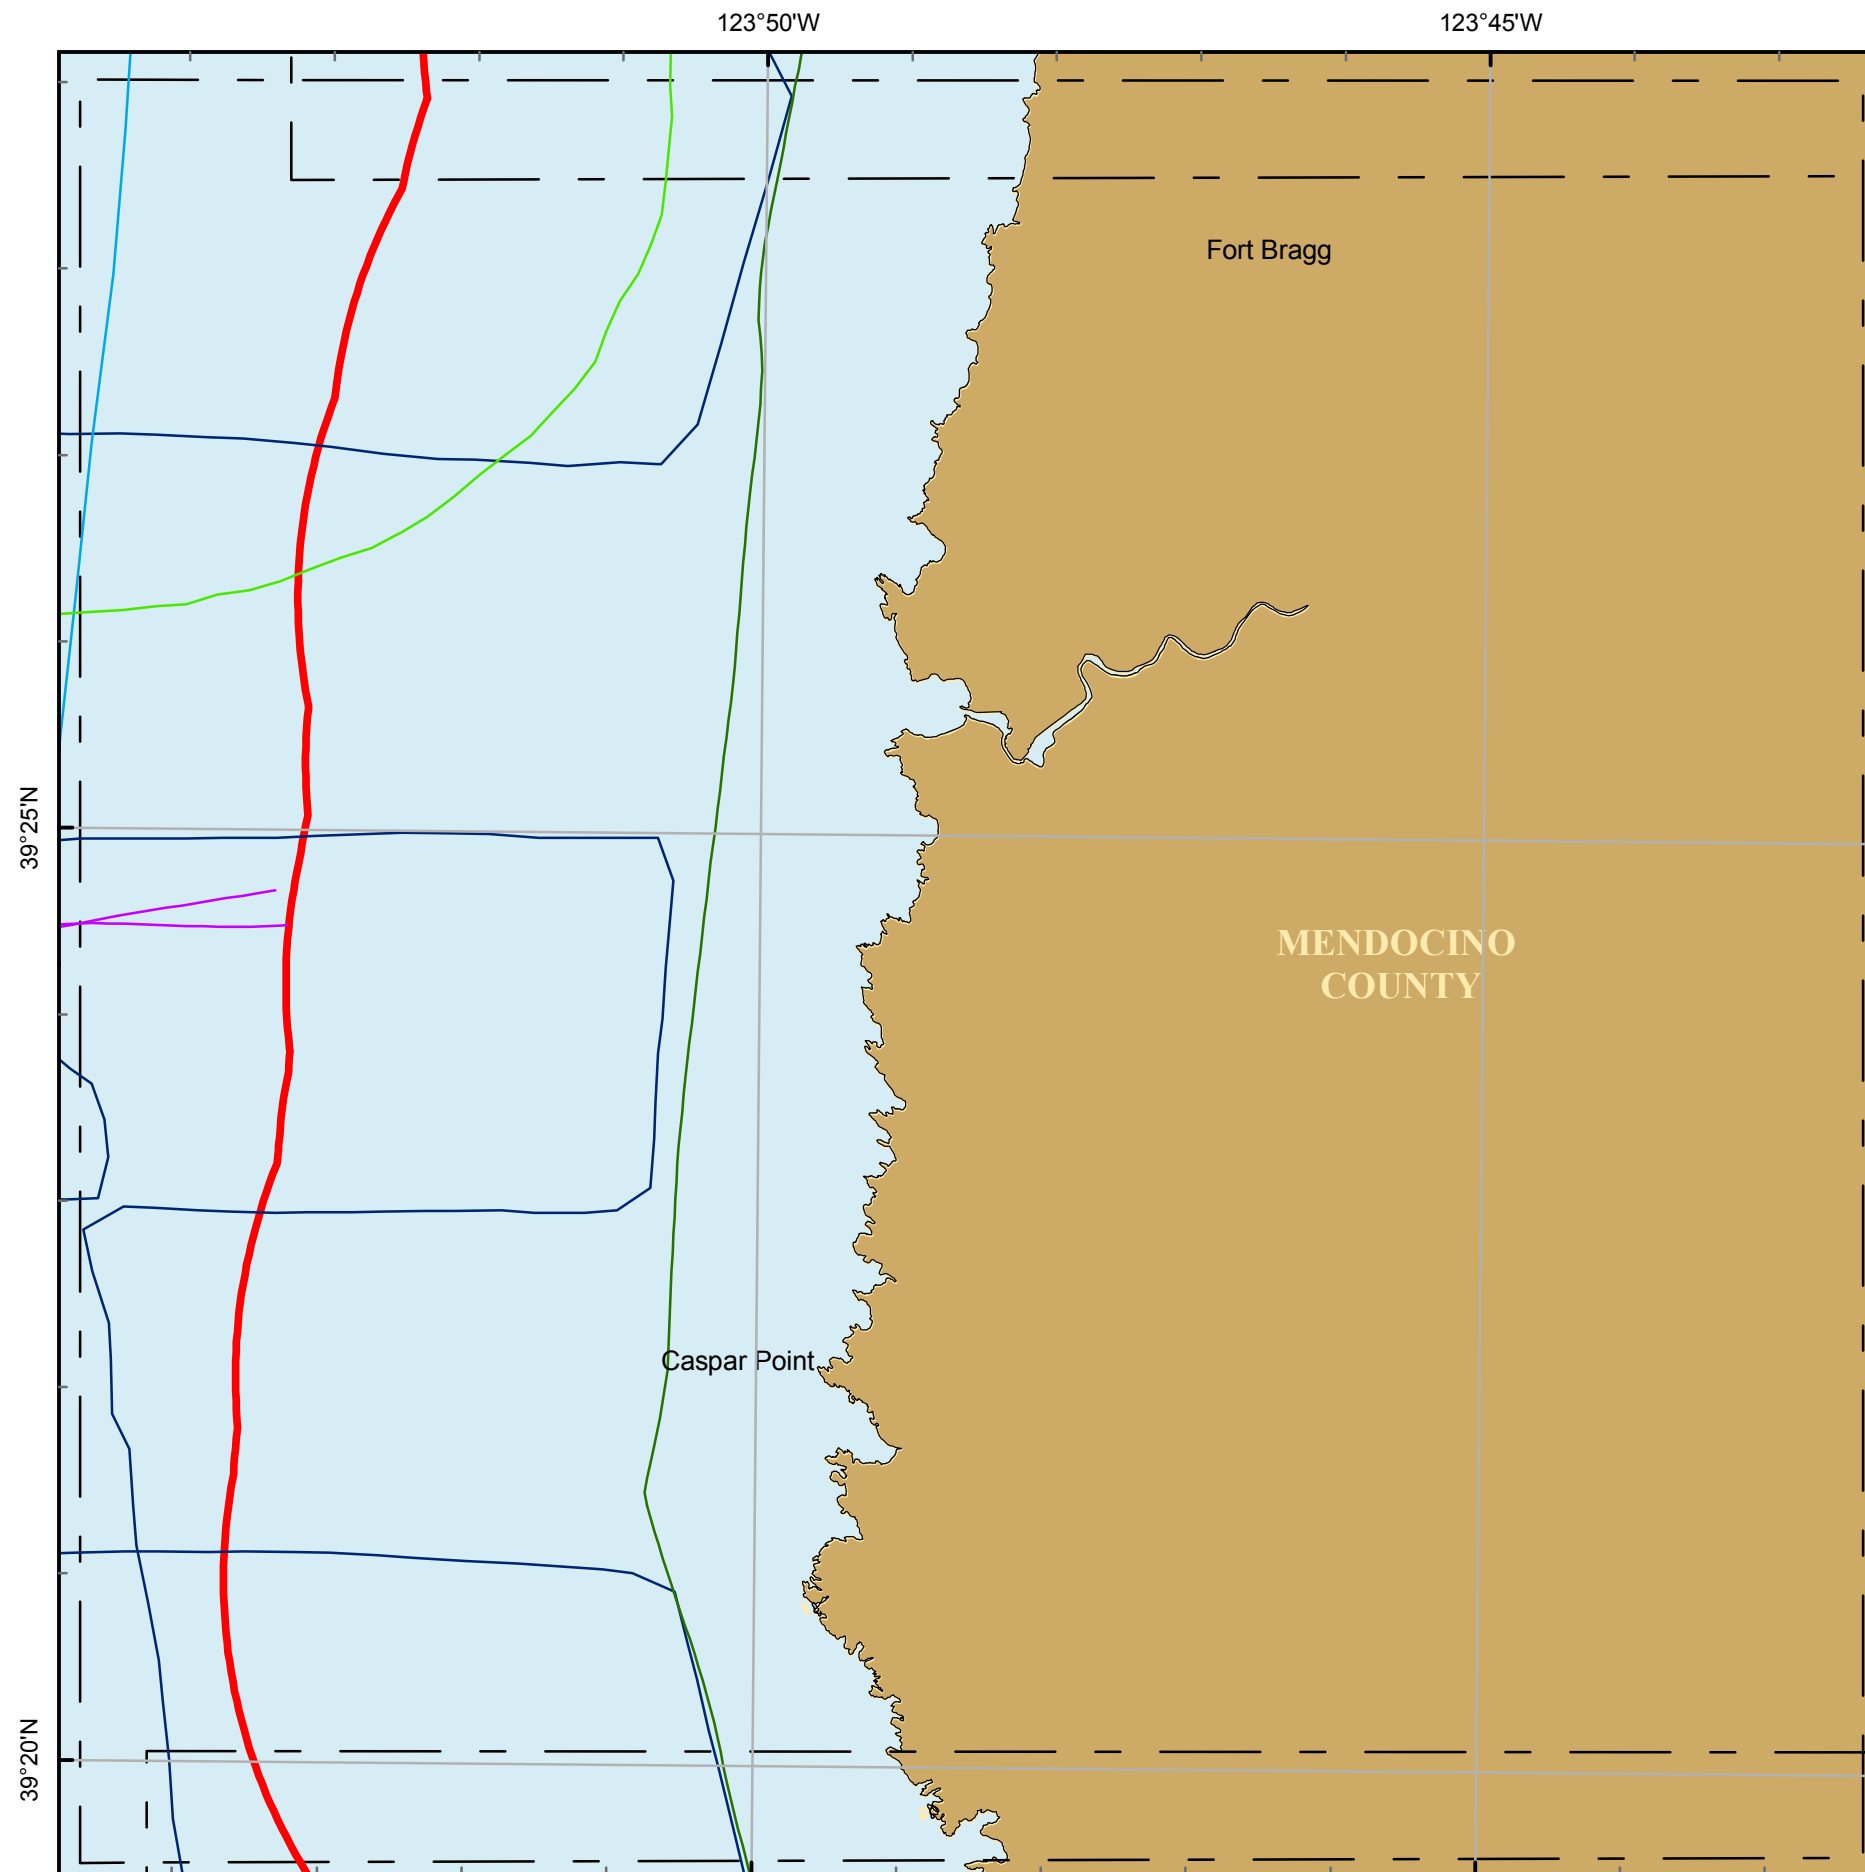 123°50'W
123°45'W
Fort Bragg
39°25'N
MENDOCINO
COUNTY
Caspar Point
39°20'N